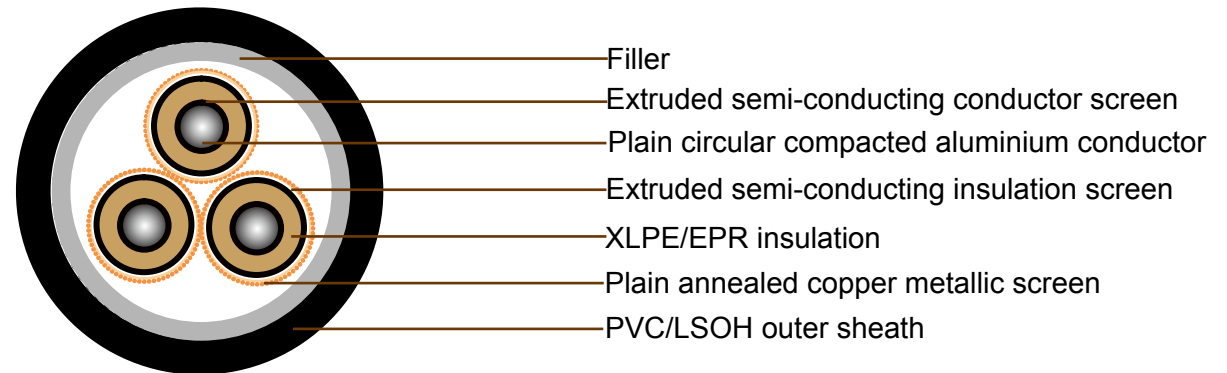 Filler
Extruded semi-conducting conductor screen
Plain circular compacted aluminium conductor
Extruded semi-conducting insulation screen
XLPE/EPR insulation
Plain annealed copper metallic screen
PVC/LSOH outer sheath